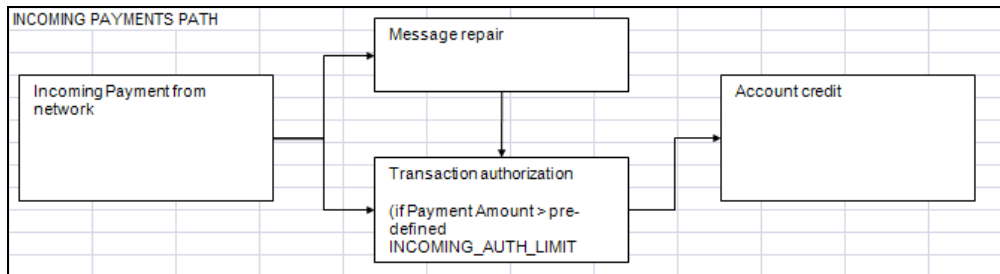 INCOMING PAYMENTS PATH
Message repair
Incoming Payment from
network
Account credit
Transaction authorization
(if Payment Amount > pre-
defined
INCOMING_AUTH_LIMIT